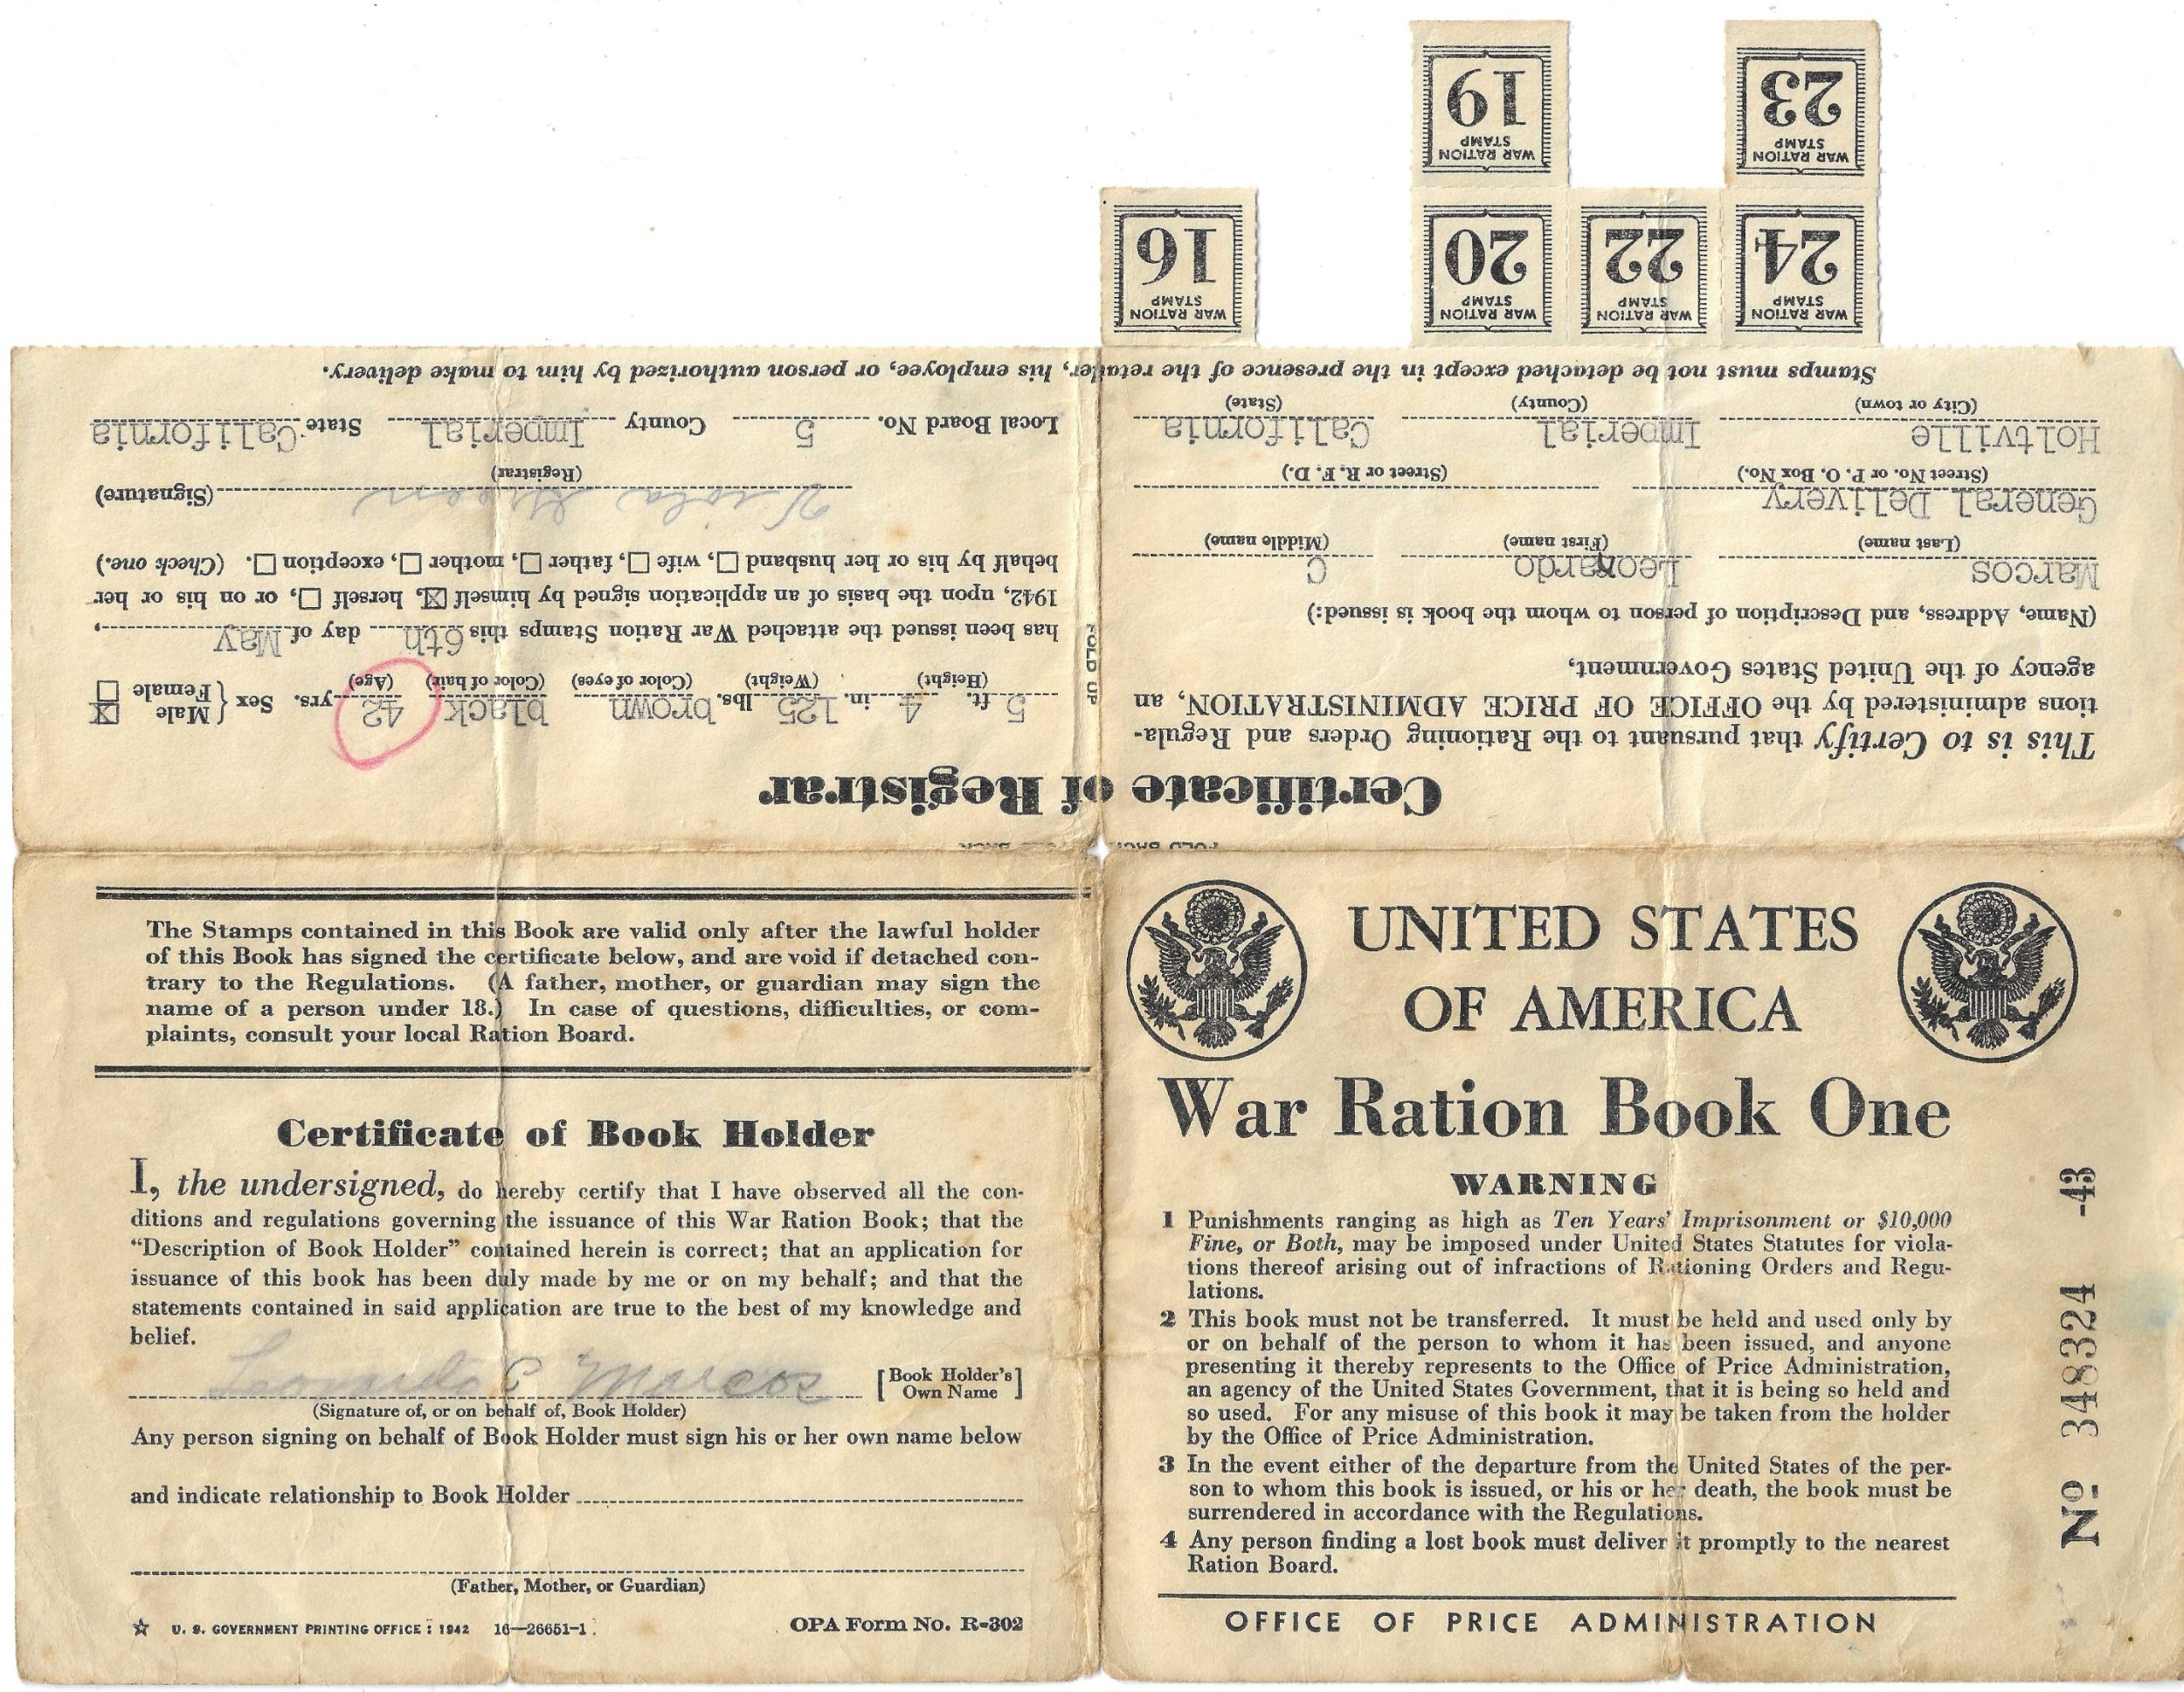 19
WAR RATION
STAMP
23
WAR RATION
STAMP
16
WAR RATION
STAMP
20
WAR RATION
STAMP
22
WAR RATION
STAMP
24
WAR RATION
STAMP
Certificate of Registrar
This is to Certify that pursuant to the Rationing Orders and Regula-
tions administered by the OFFICE OF PRICE ADMINISTRATION, an
agency of the United States Government,
(Name, Address, and Description of person to whom the book is issued:)
Marcos Leonardo C
(Last name) (First name) (Middle name)
General Delivery
(Street No. or P. O. Box No.) (Street or R. F. D.)
Holtville Imperial California
(City or town) (County) (State)
FOLD UP
5 ft. 4 in. 125 lbs. brown black 42 yrs. Sex { Male ☒
Female ☐
(Height) (Weight) (Color of eyes) (Color of hair) (Age)
has been issued the attached War Ration Stamps this 6th day of May,
1942, upon the basis of an application signed by himself ☒, herself ☐, or on his or her
behalf by his or her husband ☐, wife ☐, father ☐, mother ☐, exception ☐. (Check one.)
Viola Green (Signature)
(Registrar)
Local Board No. 5 County Imperial State California
Stamps must not be detached except in the presence of the retailer, his employee, or person authorized by him to make delivery.
FOLD BACK
The Stamps contained in this Book are valid only after the lawful holder
of this Book has signed the certificate below, and are void if detached con-
trary to the Regulations. (A father, mother, or guardian may sign the
name of a person under 18.) In case of questions, difficulties, or com-
plaints, consult your local Ration Board.
Certificate of Book Holder
I, the undersigned, do hereby certify that I have observed all the con-
ditions and regulations governing the issuance of this War Ration Book; that the
“Description of Book Holder” contained herein is correct; that an application for
issuance of this book has been duly made by me or on my behalf; and that the
statements contained in said application are true to the best of my knowledge and
belief.
Leonardo C Marcos [Book Holder's
Own Name]
(Signature of, or on behalf of, Book Holder)
Any person signing on behalf of Book Holder must sign his or her own name below
and indicate relationship to Book Holder
(Father, Mother, or Guardian)
☆ U. S. GOVERNMENT PRINTING OFFICE : 1942 16—26651-1 OPA Form No. R-302
UNITED STATES
OF AMERICA
War Ration Book One
WARNING
1 Punishments ranging as high as Ten Years' Imprisonment or $10,000
Fine, or Both, may be imposed under United States Statutes for viola-
tions thereof arising out of infractions of Rationing Orders and Regu-
lations.
2 This book must not be transferred. It must be held and used only by
or on behalf of the person to whom it has been issued, and anyone
presenting it thereby represents to the Office of Price Administration,
an agency of the United States Government, that it is being so held and
so used. For any misuse of this book it may be taken from the holder
by the Office of Price Administration.
3 In the event either of the departure from the United States of the per-
son to whom this book is issued, or his or her death, the book must be
surrendered in accordance with the Regulations.
4 Any person finding a lost book must deliver it promptly to the nearest
Ration Board.
OFFICE OF PRICE ADMINISTRATION
No 348324 -43